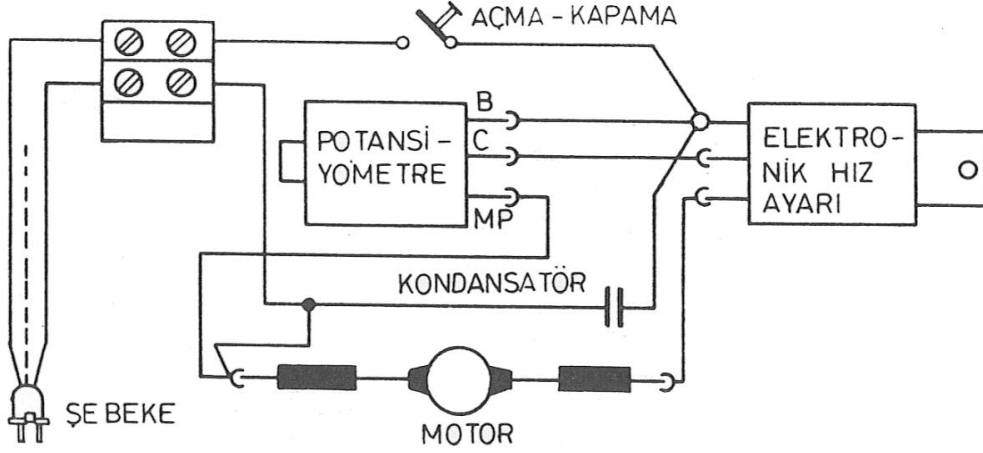 AÇMA - KAPAMA
B
C
MP
POTANSİ -
YOMETRE
ELEKTRO -
NİK HIZ
AYARI
KONDANSATÖR
ŞEBEKE
MOTOR